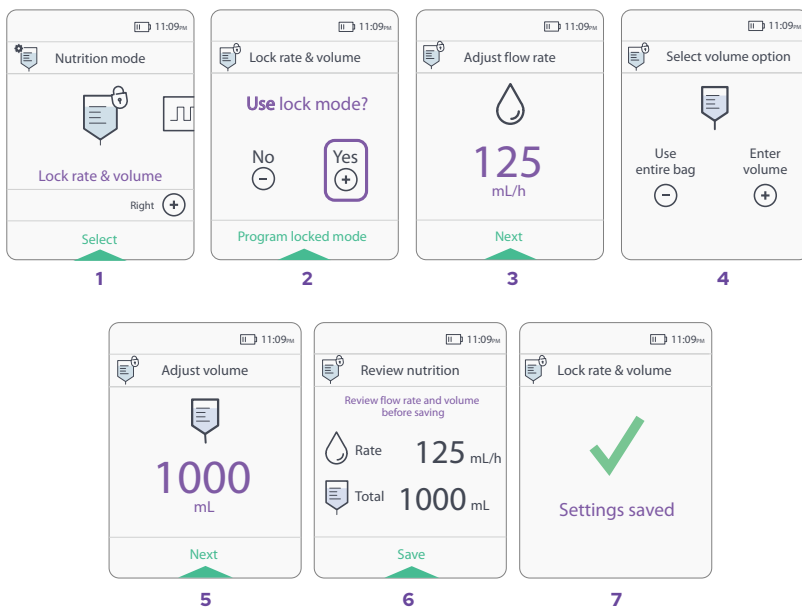 11:09PM
Nutrition mode
Lock rate & volume
Right
Select
1
11:09PM
Lock rate & volume
Use lock mode?
No
Yes
Program locked mode
2
11:09PM
Adjust flow rate
125
mL/h
Next
3
11:09PM
Select volume option
Use
entire bag
Enter
volume
4
11:09PM
Adjust volume
1000
mL
Next
5
11:09PM
Review nutrition
Review flow rate and volume
before saving
Rate 125 mL/h
Total 1000 mL
Save
6
11:09PM
Lock rate & volume
Settings saved
7